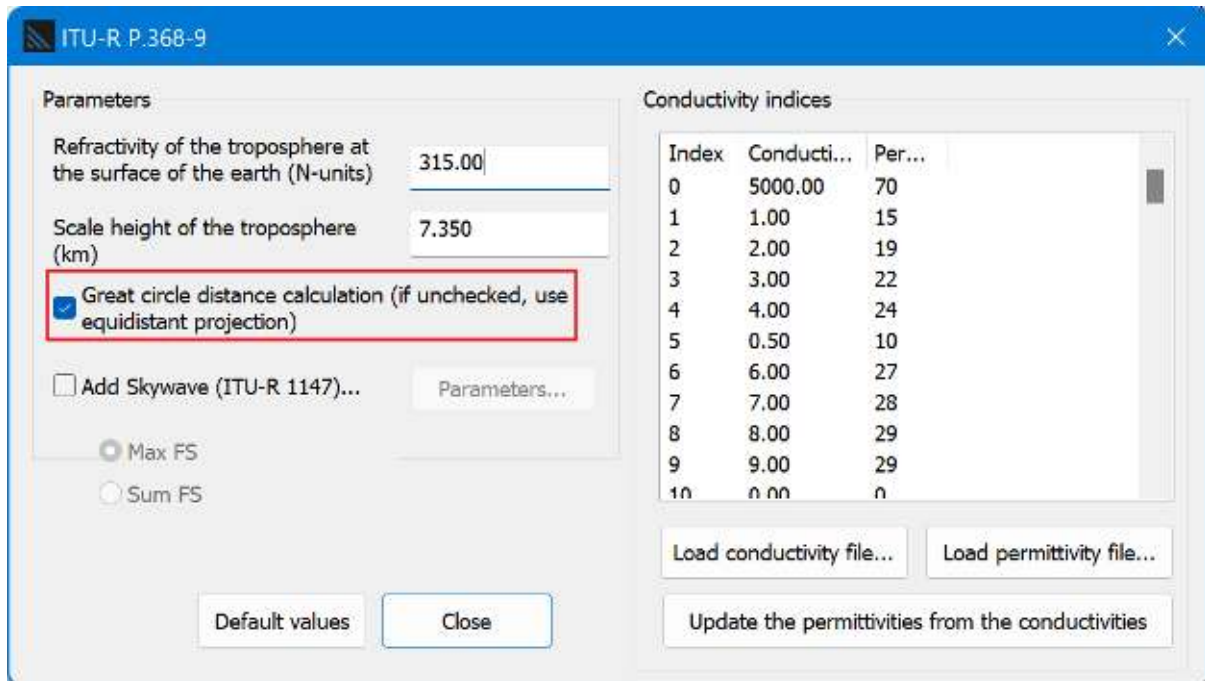 ITU-R P.368-9
Parameters
Refractivity of the troposphere at
the surface of the earth (N-units)
315.00
Scale height of the troposphere
(km)
7.350
Great circle distance calculation (if unchecked, use
equidistant projection)
Add Skywave (ITU-R 1147)...
Parameters...
Max FS
Sum FS
Default values
Close
Conductivity indices
Index Conducti... Per...
0 5000.00 70
1 1.00 15
2 2.00 19
3 3.00 22
4 4.00 24
5 0.50 10
6 6.00 27
7 7.00 28
8 8.00 29
9 9.00 29
10 0.00 0
Load conductivity file...
Load permittivity file...
Update the permittivities from the conductivities